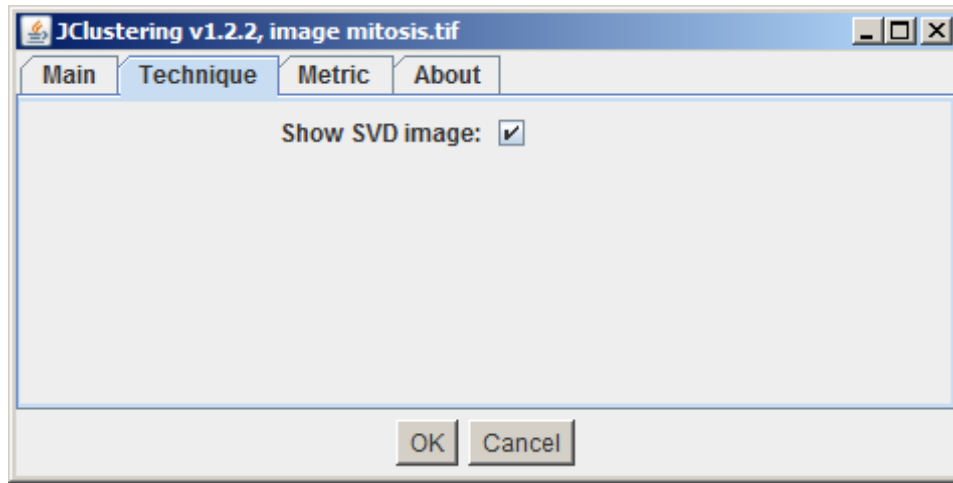 JClustering v1.2.2, image mitosis.tif
Main Technique Metric About
Show SVD image:
OK Cancel